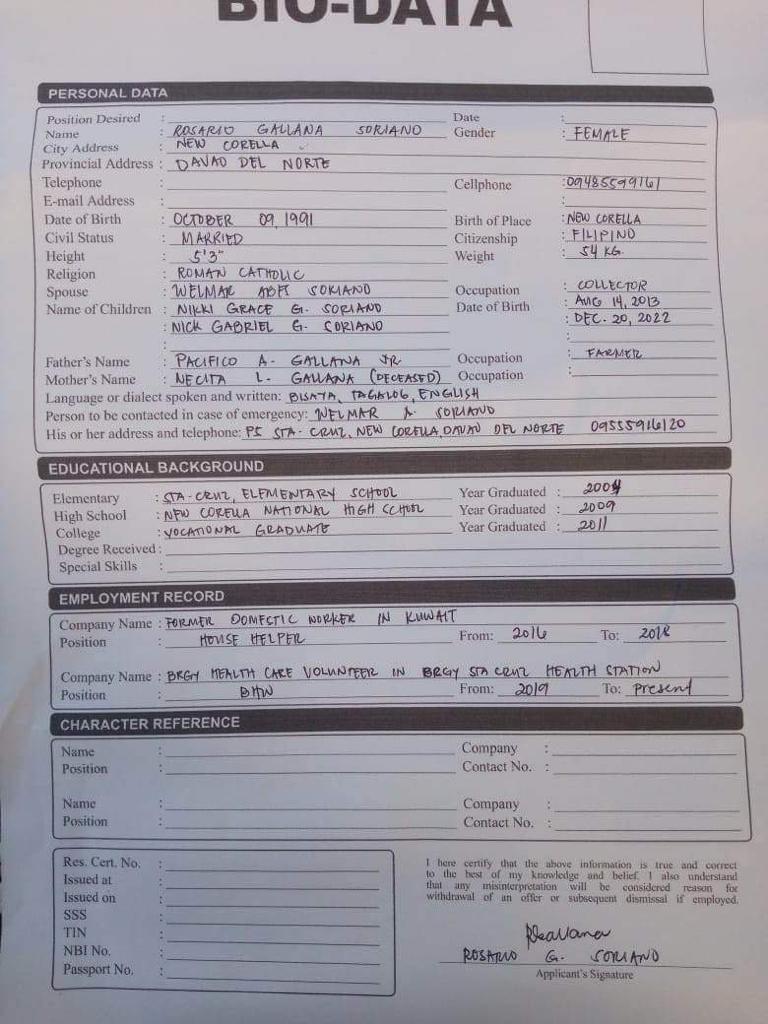 BIO-DATA
PERSONAL DATA
Position Desired : Date :
Name : ROSARIO GALLANA SORIANO Gender : FEMALE
City Address : NEW CORELLA
Provincial Address : DAVAO DEL NORTE
Telephone : Cellphone : 09485599161
E-mail Address : :
Date of Birth : OCTOBER 09, 1991 Birth of Place : NEW CORELLA
Civil Status : MARRIED Citizenship : FILIPINO
Height : 5'3" Weight : 54 KG.
Religion : ROMAN CATHOLIC
Spouse : WELMAR SORIANO Occupation : COLLECTOR
Name of Children : NIKKI GRACE G. SORIANO Date of Birth : AUG 14, 2013
: NICK GABRIEL G. SORIANO : DEC. 20, 2022
: :
Father's Name : PACIFICO A. GALLANA JR Occupation : FARMER
Mother's Name : NECITA L. GALLANA (DECEASED) Occupation :
Language or dialect spoken and written: BISAYA, TAGALOG, ENGLISH
Person to be contacted in case of emergency: WELMAR A. SORIANO
His or her address and telephone: P5 STA. CRUZ, NEW CORELLA, DAVAO DEL NORTE 09555916120
EDUCATIONAL BACKGROUND
Elementary : STA. CRUZ, ELEMENTARY SCHOOL Year Graduated : 2004
High School : NEW CORELLA NATIONAL HIGH SCHOOL Year Graduated : 2009
College : VOCATIONAL GRADUATE Year Graduated : 2011
Degree Received :
Special Skills :
EMPLOYMENT RECORD
Company Name : FORMER DOMESTIC WORKER IN KUWAIT
Position : HOUSE HELPER From: 2016 To: 2018
Company Name : BRGY HEALTH CARE VOLUNTEER IN BRGY STA CRUZ HEALTH STATION
Position : BHW From: 2019 To: Present
CHARACTER REFERENCE
Name : Company :
Position : Contact No. :
Name : Company :
Position : Contact No. :
Res. Cert. No. :
Issued at :
Issued on :
SSS :
TIN :
NBI No. :
Passport No. :
I here certify that the above information is true and correct
to the best of my knowledge and belief. I also understand
that any misinterpretation will be considered reason for
withdrawal of an offer or subsequent dismissal if employed.
ROSARIO G. SORIANO
Applicant's Signature